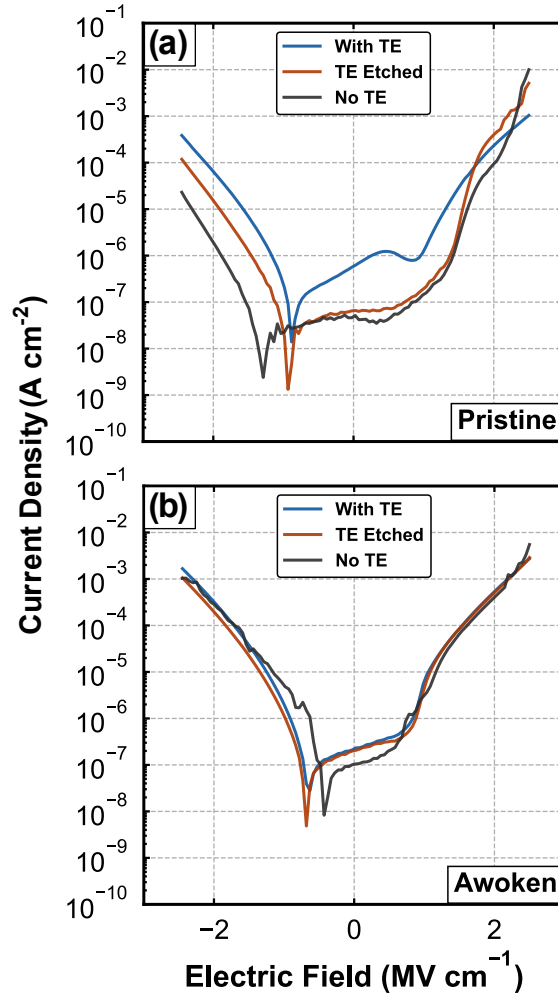 (a)
With TE
TE Etched
No TE
10⁻¹
10⁻²
10⁻³
10⁻⁴
10⁻⁵
10⁻⁶
10⁻⁷
10⁻⁸
10⁻⁹
10⁻¹⁰
Pristine
Current Density (A cm⁻²)
(b)
With TE
TE Etched
No TE
10⁻¹
10⁻²
10⁻³
10⁻⁴
10⁻⁵
10⁻⁶
10⁻⁷
10⁻⁸
10⁻⁹
10⁻¹⁰
Awoken
−2 0 2
Electric Field (MV cm⁻¹)